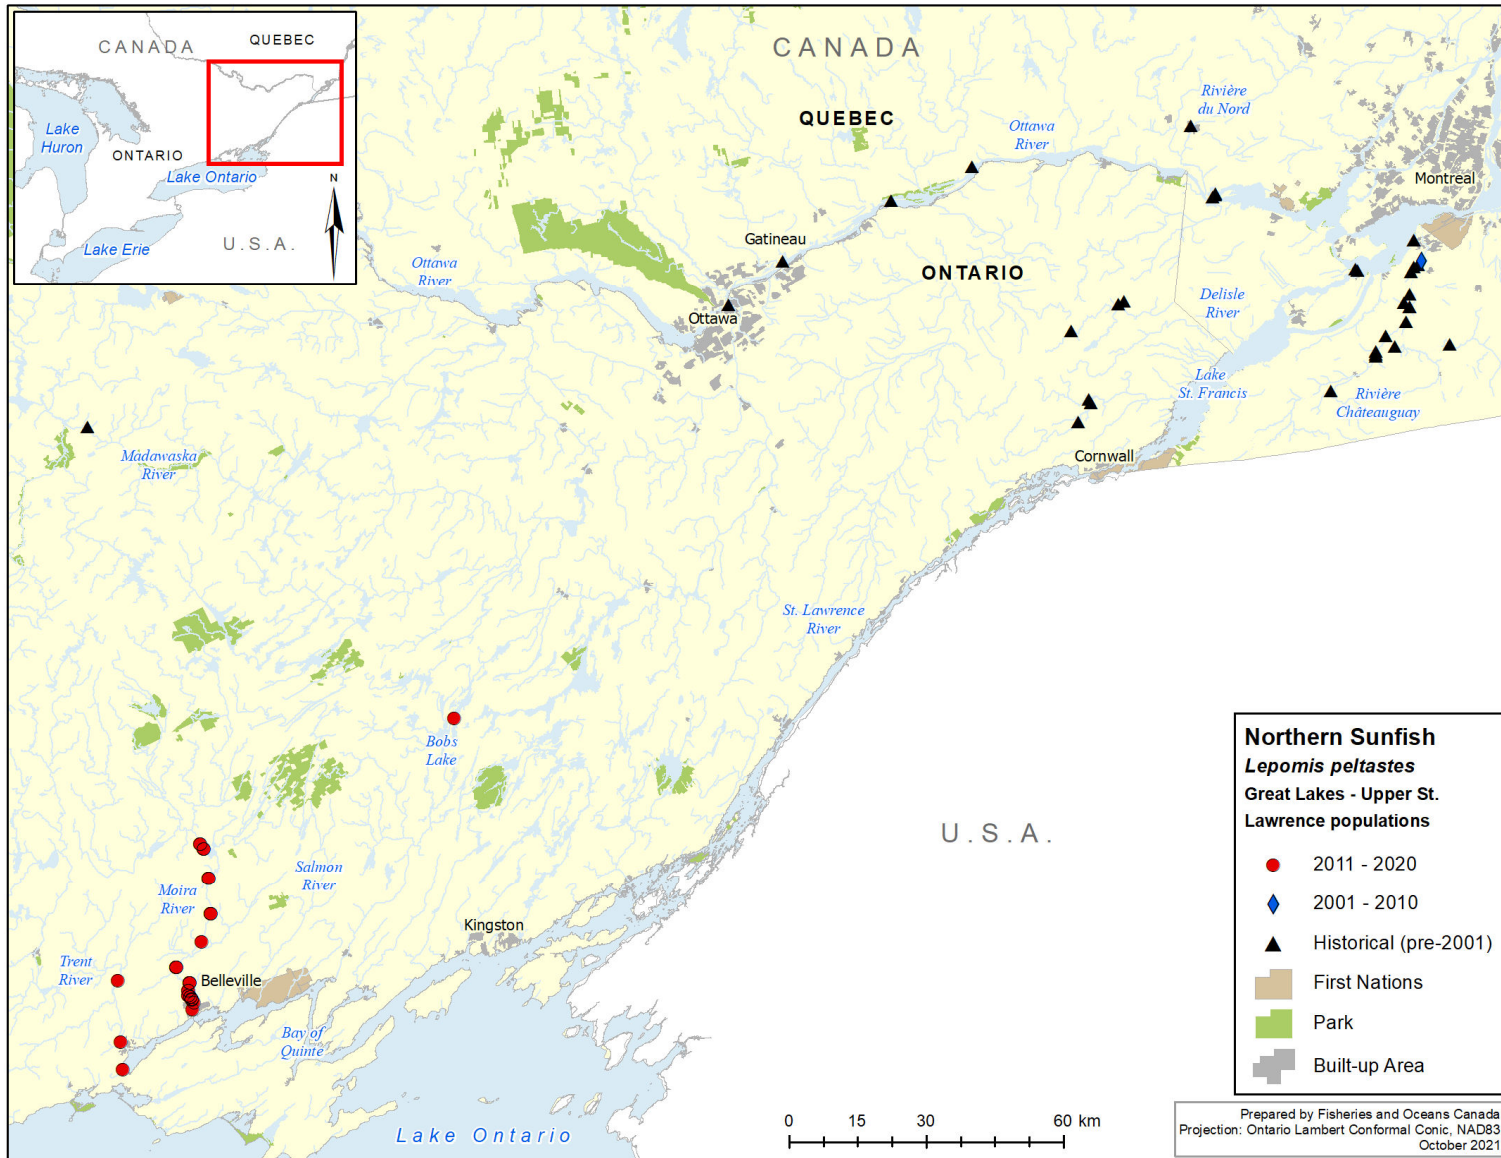 CANADA
QUEBEC
Lake
Huron
ONTARIO
Lake Ontario
N
Lake Erie
U.S.A.
CANADA
QUEBEC
Ottawa
River
Rivière
du Nord
Montreal
Gatineau
Ottawa
River
ONTARIO
Ottawa
Delisle
River
Lake
St. Francis
Rivière
Châteauguay
Madawaska
River
Cornwall
St. Lawrence
River
Bobs
Lake
U.S.A.
Salmon
River
Moira
River
Kingston
Trent
River
Belleville
Bay of
Quinte
Lake Ontario
Northern Sunfish
Lepomis peltastes
Great Lakes - Upper St.
Lawrence populations
2011 - 2020
2001 - 2010
Historical (pre-2001)
First Nations
Park
Built-up Area
0 15 30 60 km
Prepared by Fisheries and Oceans Canada
Projection: Ontario Lambert Conformal Conic, NAD83
October 2021